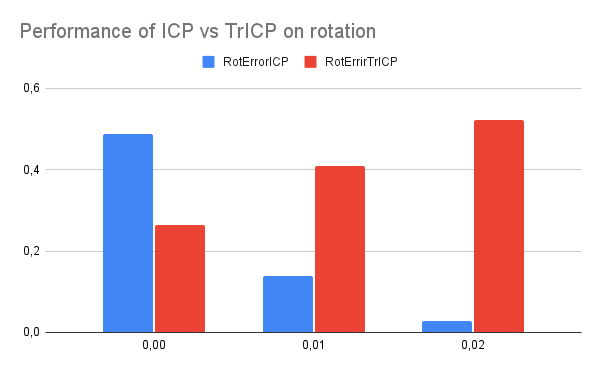 Performance of ICP vs TrICP on rotation
RotErrorICP RotErrirTrICP
0,6
0,4
0,2
0,0
0,00 0,01 0,02